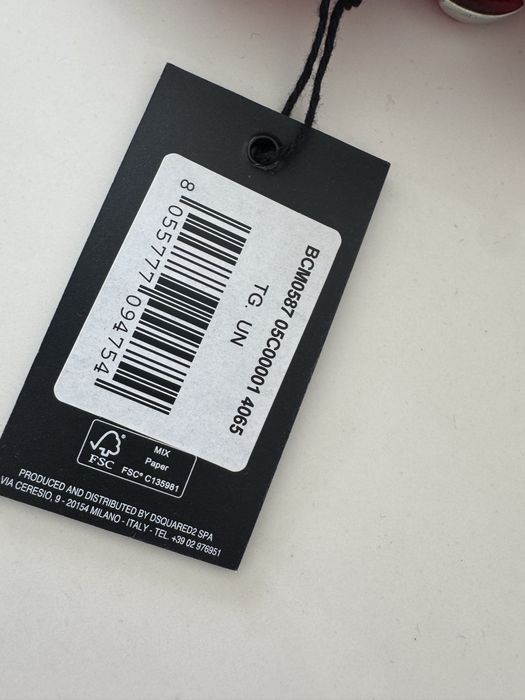 BCM0587 05C00001 4065
TG. UN
8 055777 094754
FSC
MIX
Paper
FSC® C135981
PRODUCED AND DISTRIBUTED BY DSQUARED2 SPA
VIA CERESIO, 9 - 20154 MILANO - ITALY - TEL. +39 02 976951